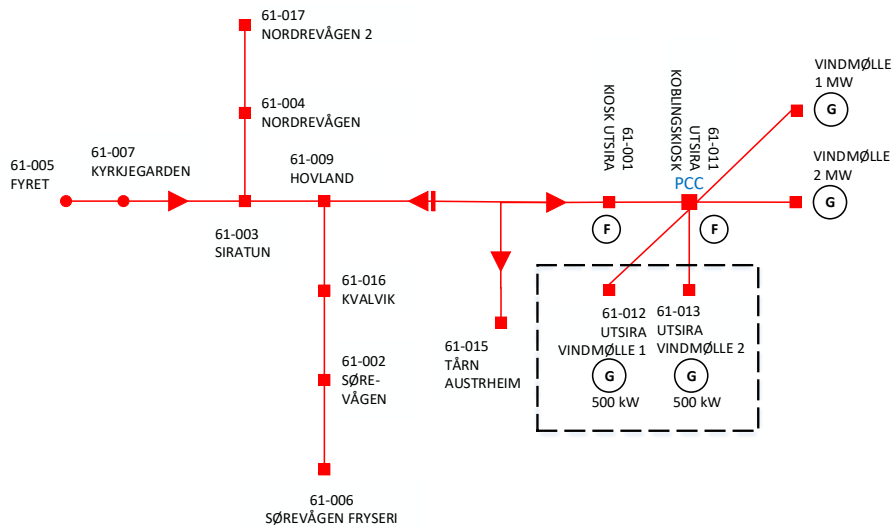 61-017
NORDREVÅGEN 2
61-004
NORDREVÅGEN
61-005
FYRET
61-007
KYRKJEGARDEN
61-009
HOVLAND
61-003
SIRATUN
61-016
KVALVIK
61-002
SØRE-
VÅGEN
61-006
SØREVÅGEN FRYSERI
61-015
TÅRN
AUSTRHEIM
61-001
KIOSK UTSIRA
F
61-011
UTSIRA
KOBLINGSKIOSK
PCC
F
VINDMØLLE
1 MW
G
VINDMØLLE
2 MW
G
61-012
UTSIRA
VINDMØLLE 1
G
500 kW
61-013
UTSIRA
VINDMØLLE 2
G
500 kW